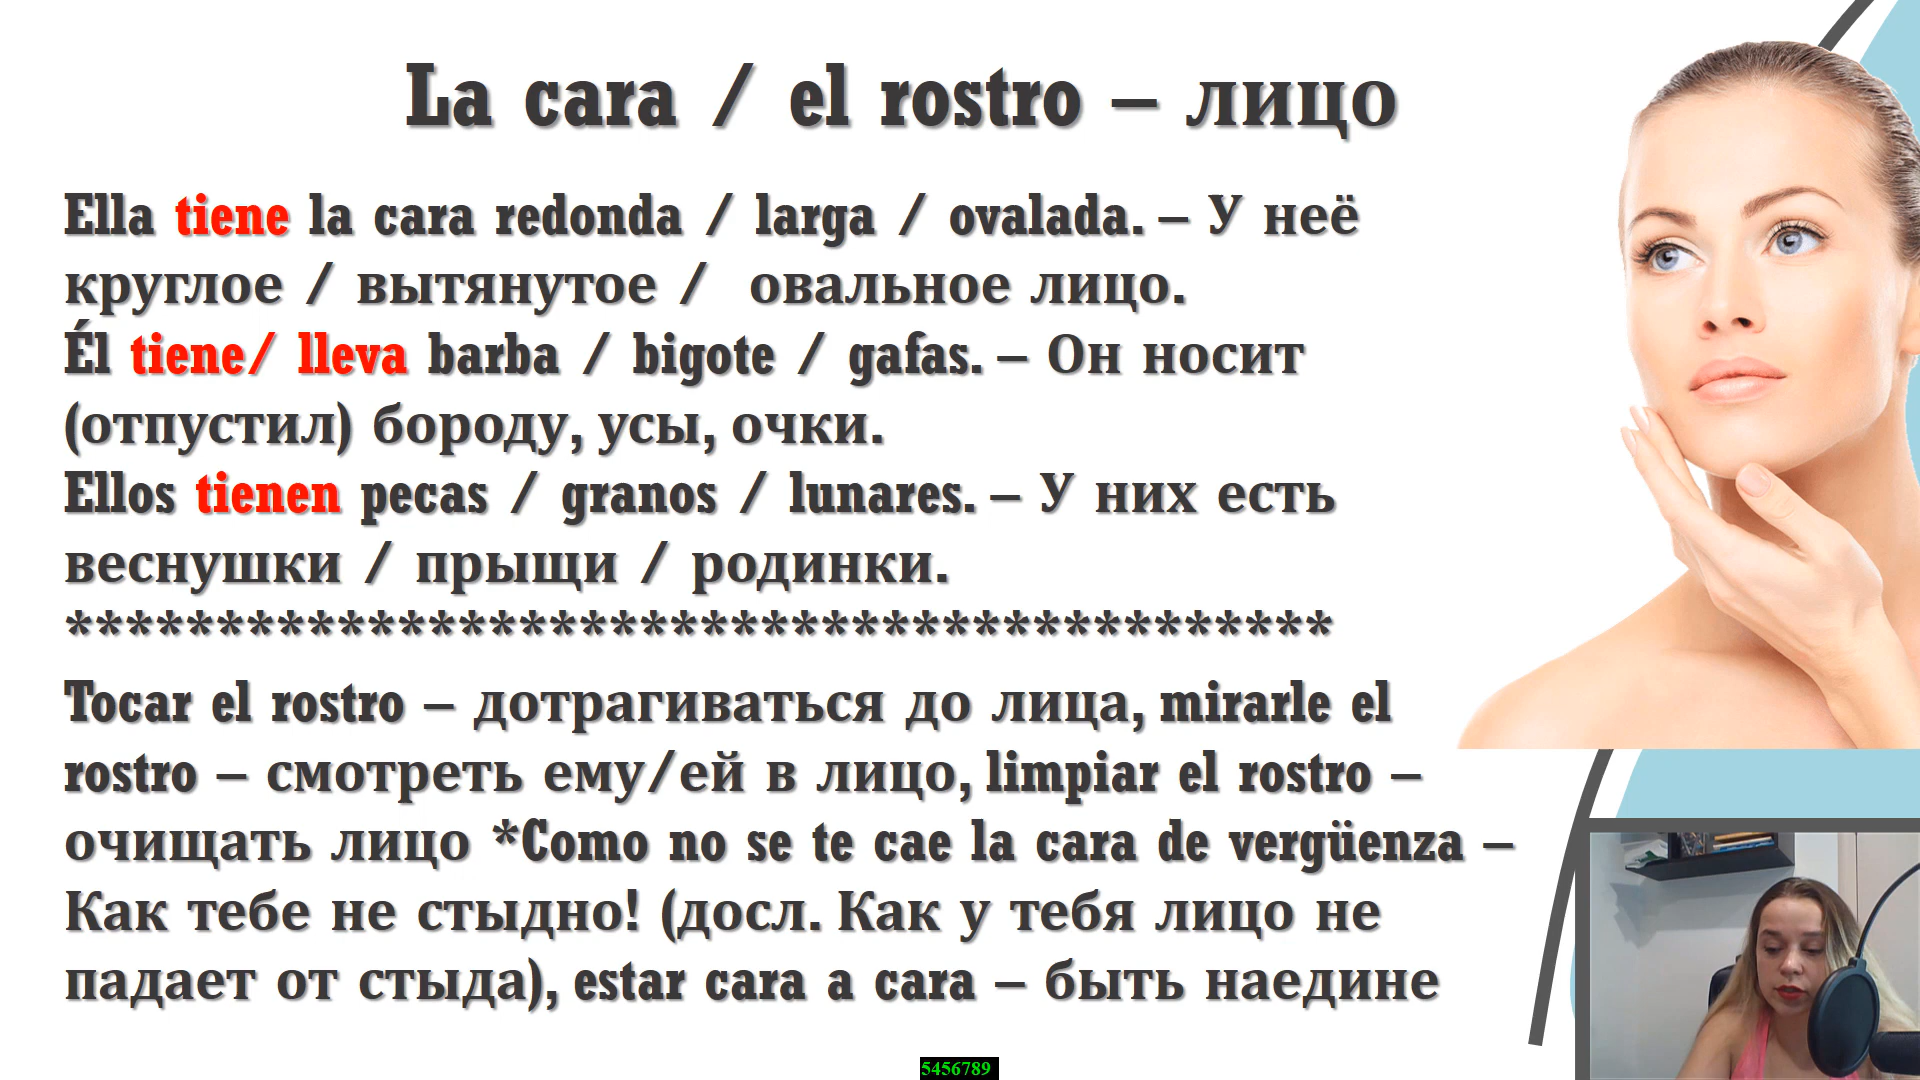 La cara / el rostro – лицо
Ella tiene la cara redonda / larga / ovalada. – У неё
круглое / вытянутое / овальное лицо.
Él tiene/ lleva barba / bigote / gafas. – Он носит
(отпустил) бороду, усы, очки.
Ellos tienen pecas / granos / lunares. – У них есть
веснушки / прыщи / родинки.
******************************************
Tocar el rostro – дотрагиваться до лица, mirarle el
rostro – смотреть ему/ей в лицо, limpiar el rostro –
очищать лицо *Como no se te cae la cara de vergüenza –
Как тебе не стыдно! (досл. Как у тебя лицо не
падает от стыда), estar cara a cara – быть наедине
5456789